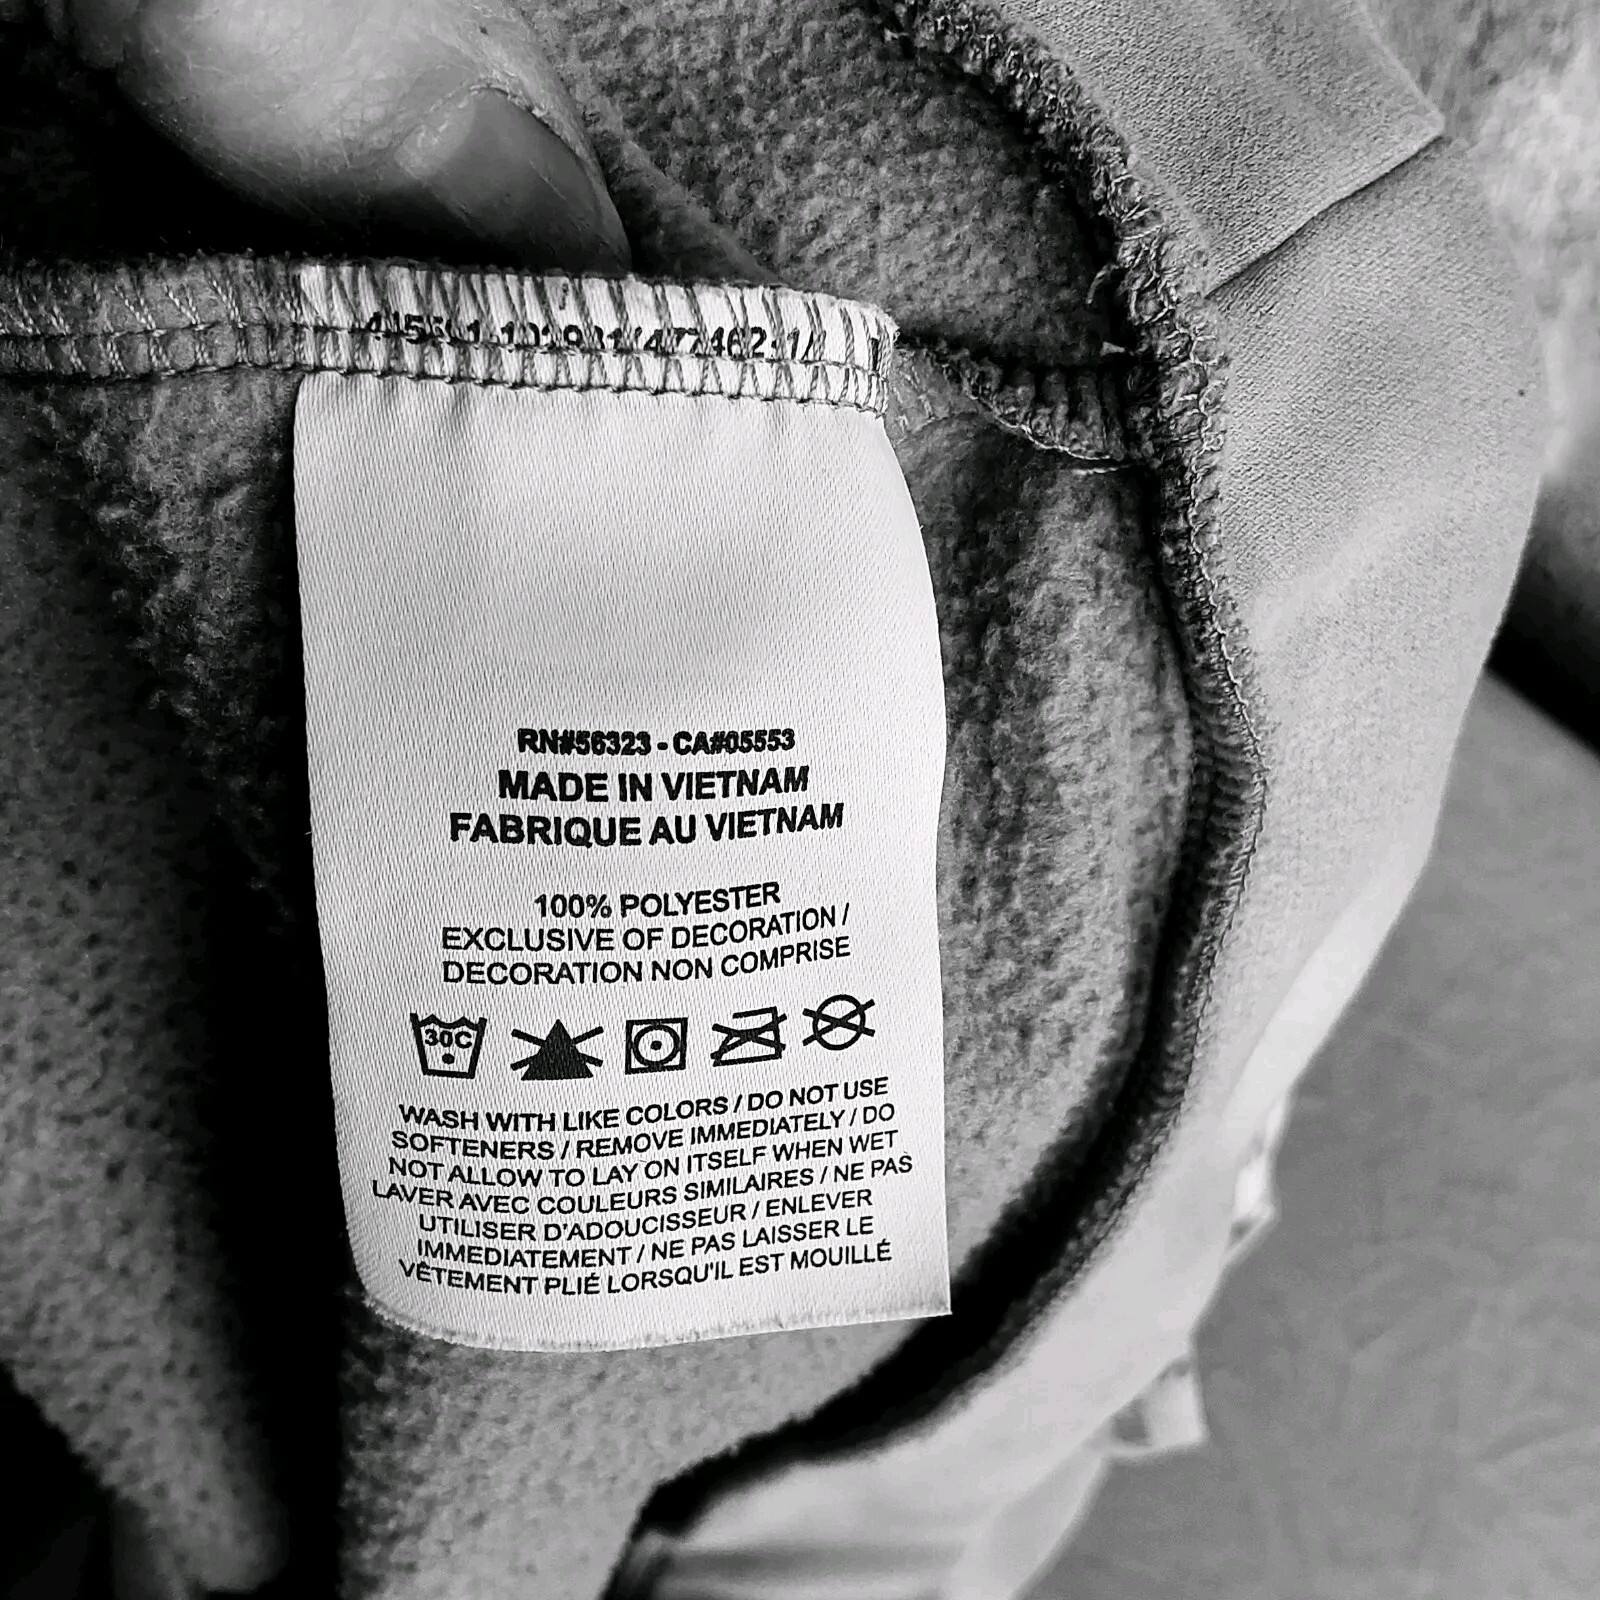 RN#56323 - CA#05553
MADE IN VIETNAM
FABRIQUE AU VIETNAM
100% POLYESTER
EXCLUSIVE OF DECORATION /
DECORATION NON COMPRISE
30C
WASH WITH LIKE COLORS / DO NOT USE
SOFTENERS / REMOVE IMMEDIATELY / DO
NOT ALLOW TO LAY ON ITSELF WHEN WET
LAVER AVEC COULEURS SIMILAIRES / NE PAS
UTILISER D'ADOUCISSEUR / ENLEVER
IMMEDIATEMENT / NE PAS LAISSER LE
VÊTEMENT PLIÉ LORSQU'IL EST MOUILLÉ